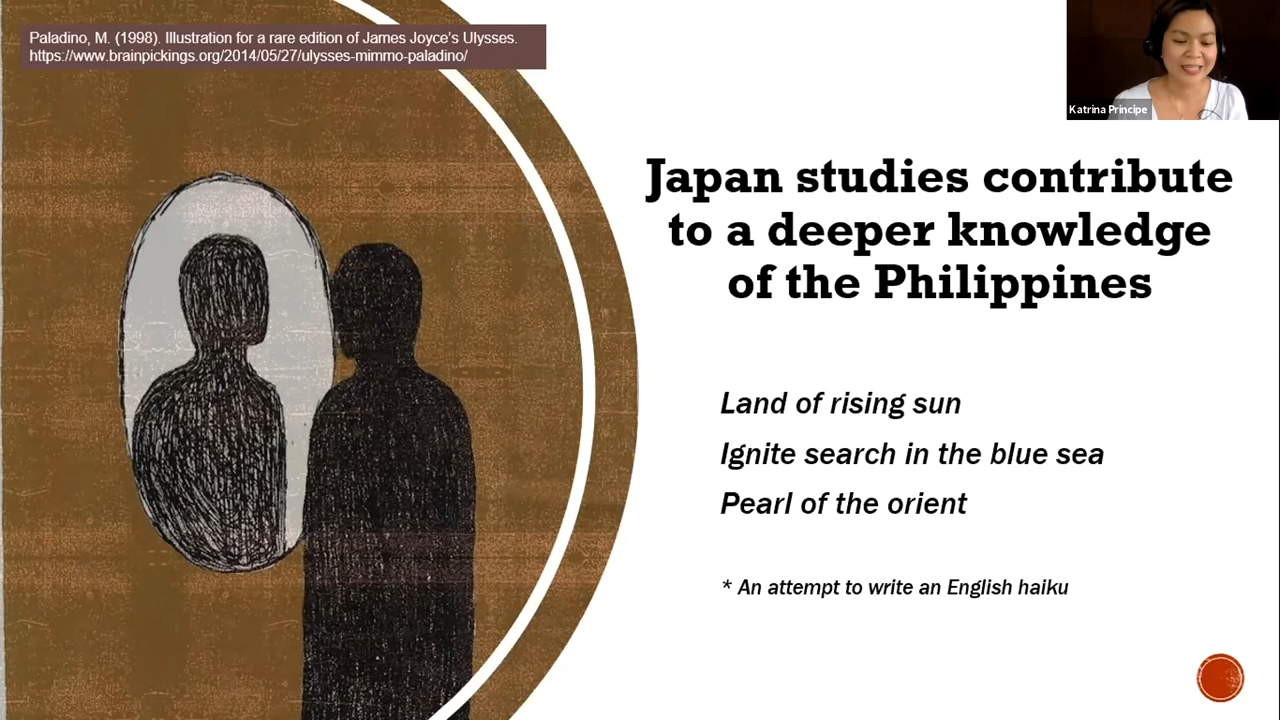 Paladino, M. (1998). Illustration for a rare edition of James Joyce's Ulysses.
https://www.brainpickings.org/2014/05/27/ulysses-mimmo-paladino/
Katrina Principe
Japan studies contribute
to a deeper knowledge
of the Philippines
Land of rising sun
Ignite search in the blue sea
Pearl of the orient
* An attempt to write an English haiku